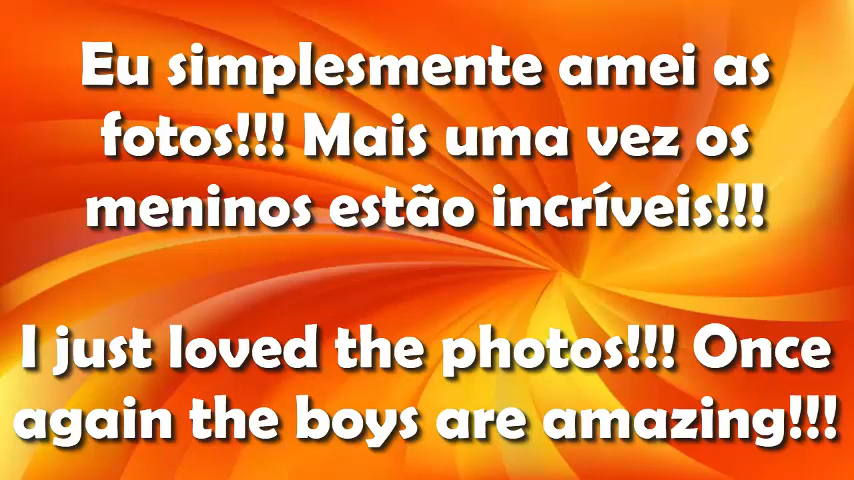 Eu simplesmente amei as
fotos!!! Mais uma vez os
meninos estão incríveis!!!
I just loved the photos!!! Once
again the boys are amazing!!!